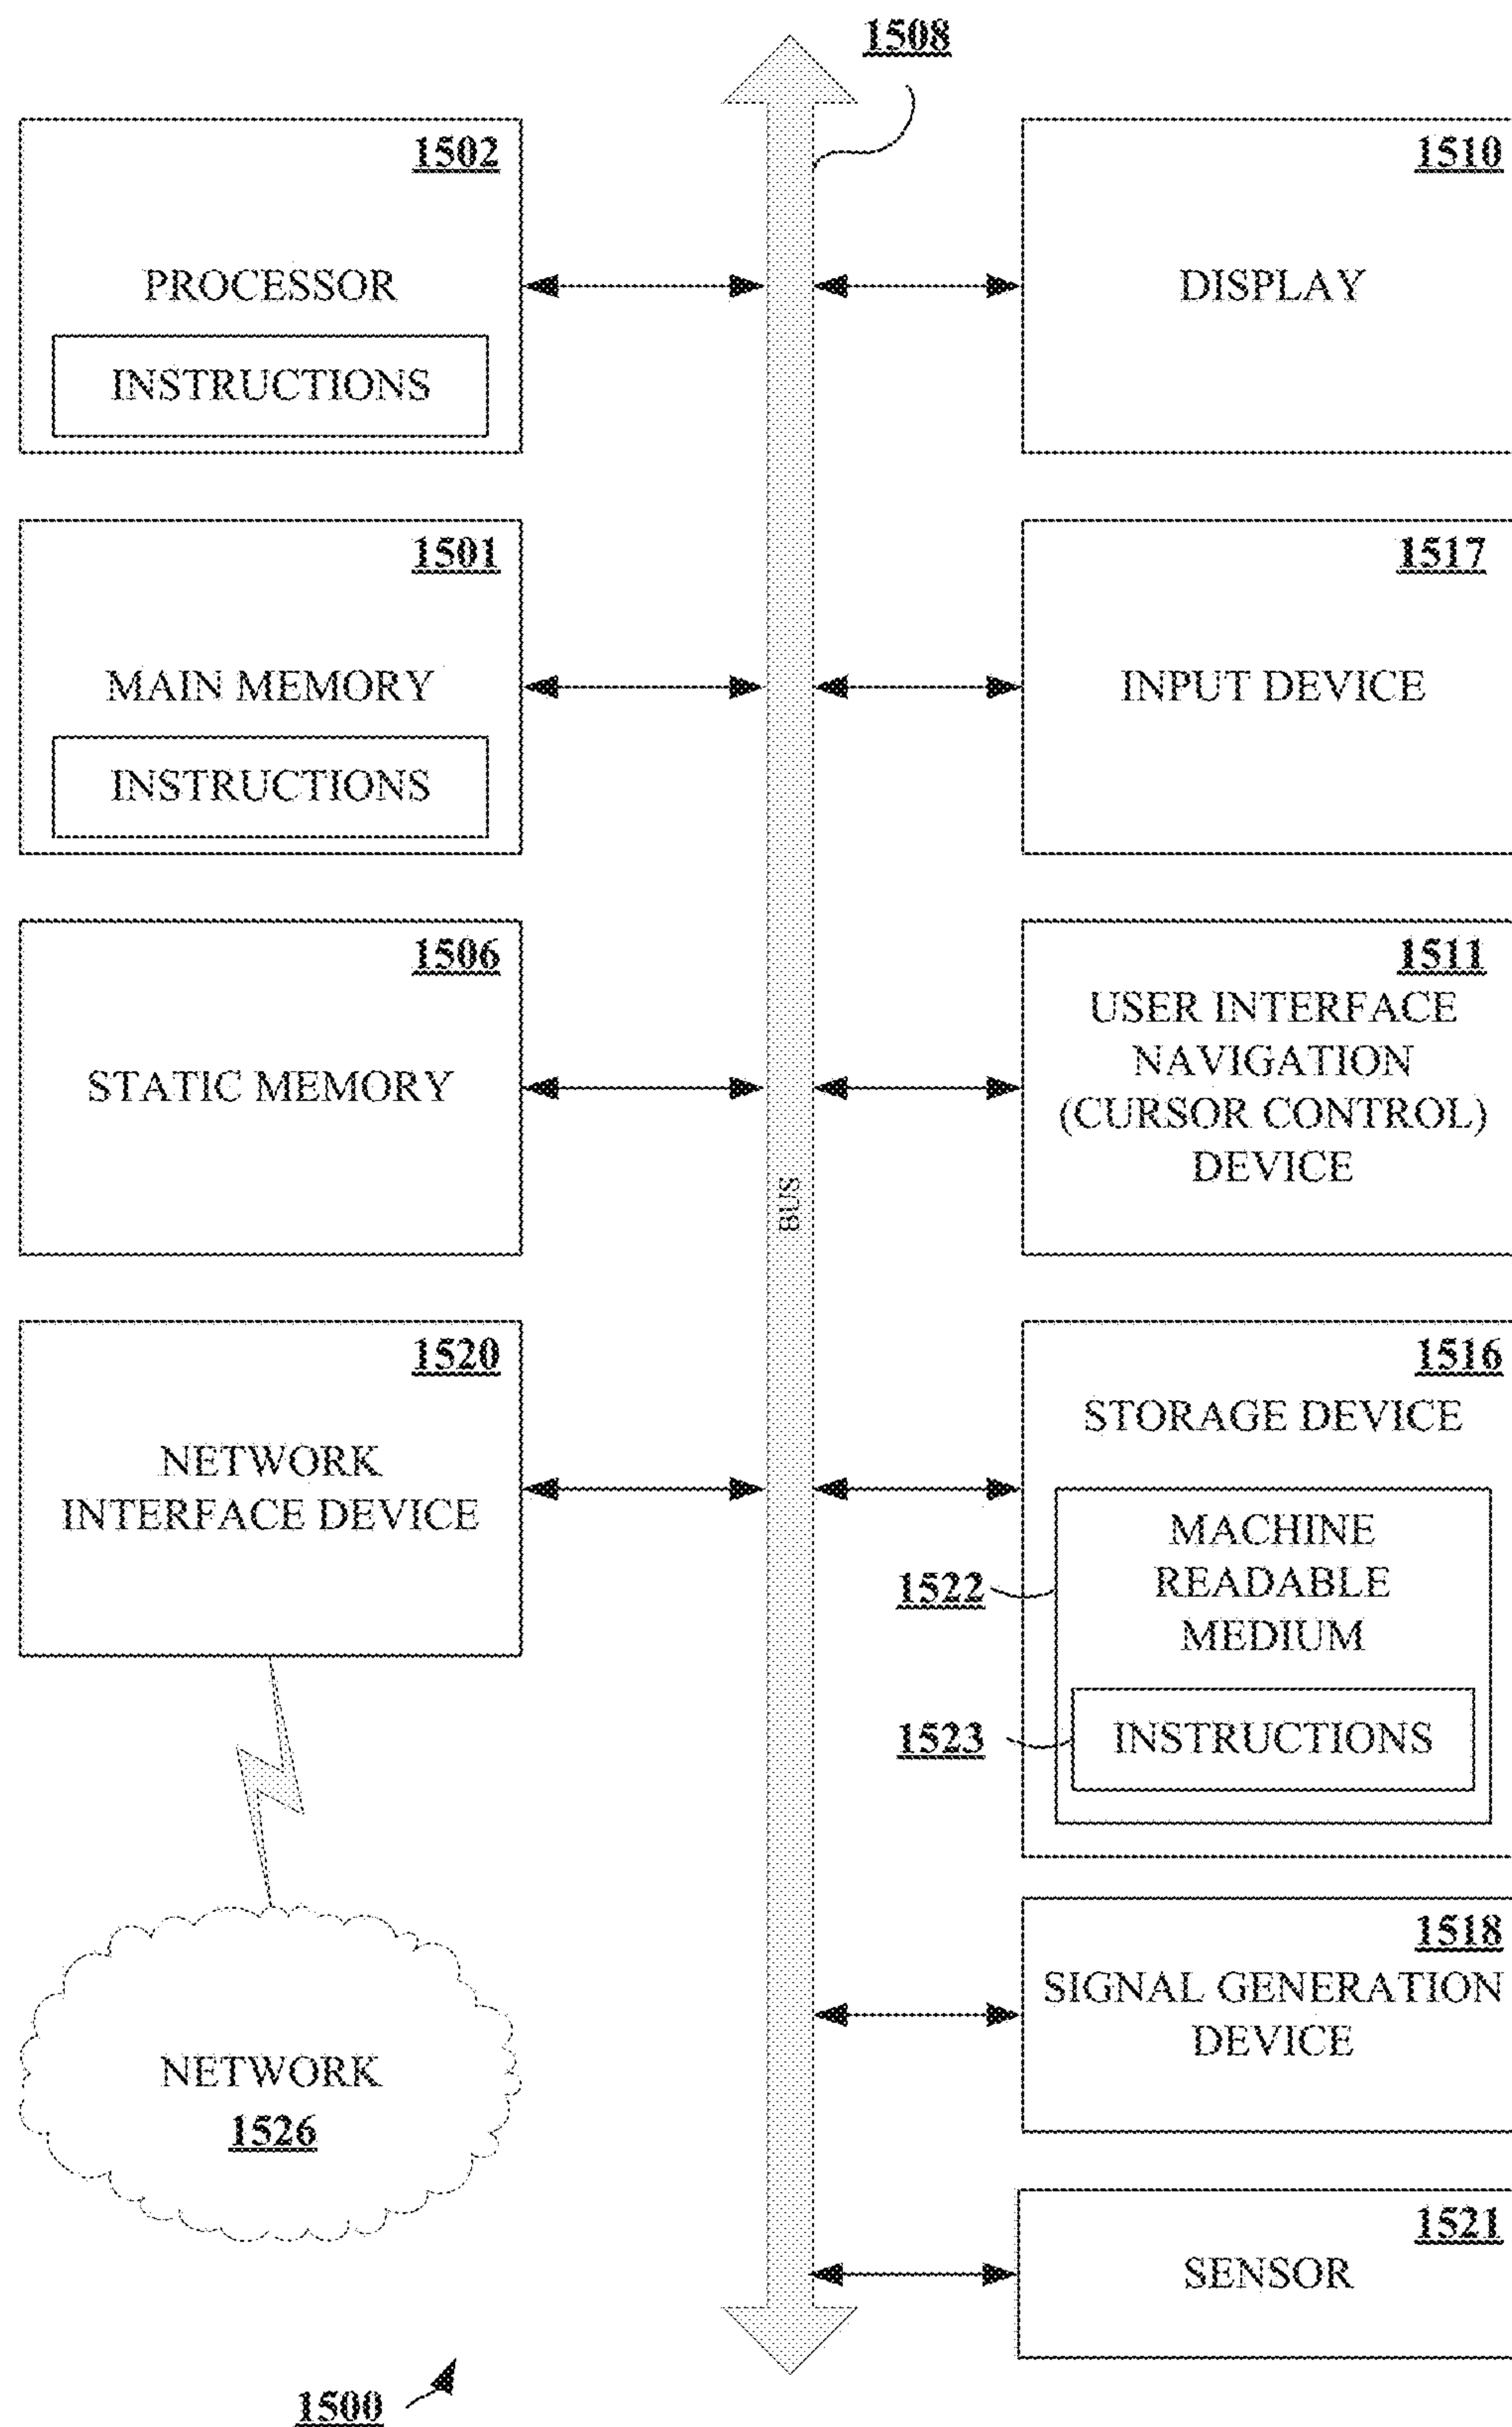 1508
1502
PROCESSOR
INSTRUCTIONS
1510
DISPLAY
1501
MAIN MEMORY
INSTRUCTIONS
1517
INPUT DEVICE
1506
STATIC MEMORY
1511
USER INTERFACE
NAVIGATION
(CURSOR CONTROL)
DEVICE
BUS
1520
NETWORK
INTERFACE DEVICE
1516
STORAGE DEVICE
1522
MACHINE
READABLE
MEDIUM
1523
INSTRUCTIONS
1518
SIGNAL GENERATION
DEVICE
NETWORK
1526
1521
SENSOR
1500